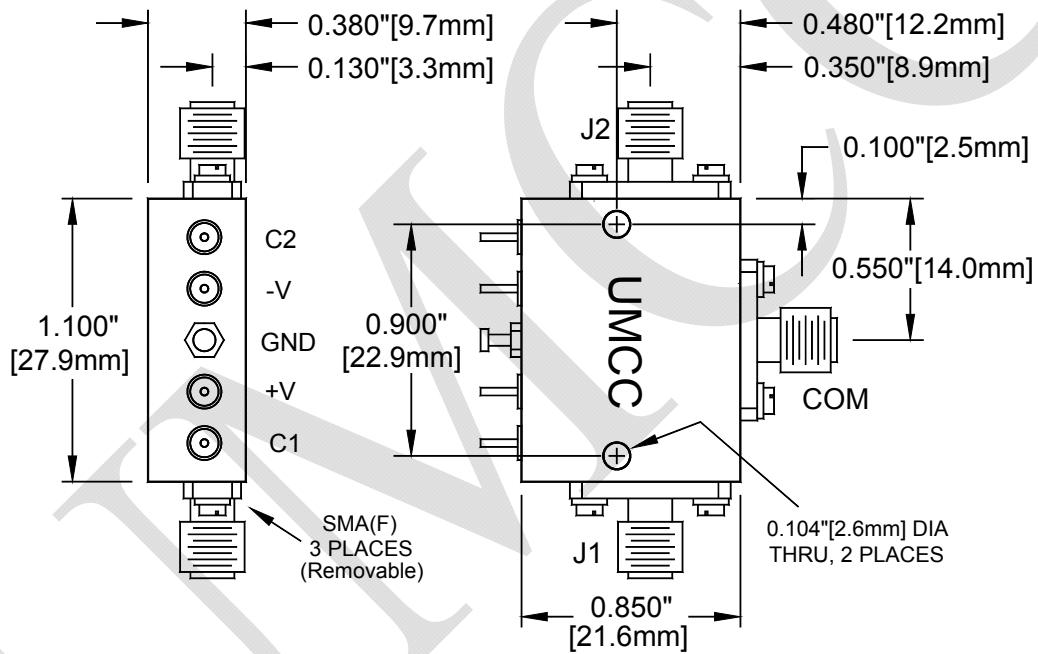 0.380"[9.7mm]
0.130"[3.3mm]
0.480"[12.2mm]
0.350"[8.9mm]
J2
0.100"[2.5mm]
0.550"[14.0mm]
C2
-V
GND
+V
C1
1.100"
[27.9mm]
0.900"
[22.9mm]
UMCC
COM
SMA(F)
3 PLACES
(Removable)
J1
0.104"[2.6mm] DIA
THRU, 2 PLACES
0.850"
[21.6mm]
UMCC